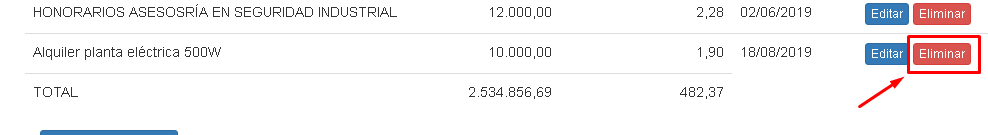 HONORARIOS ASESOSRÍA EN SEGURIDAD INDUSTRIAL 12.000,00 2,28 02/06/2019 Editar Eliminar
Alquiler planta eléctrica 500W 10.000,00 1,90 18/08/2019 Editar Eliminar
TOTAL 2.534.856,69 482,37